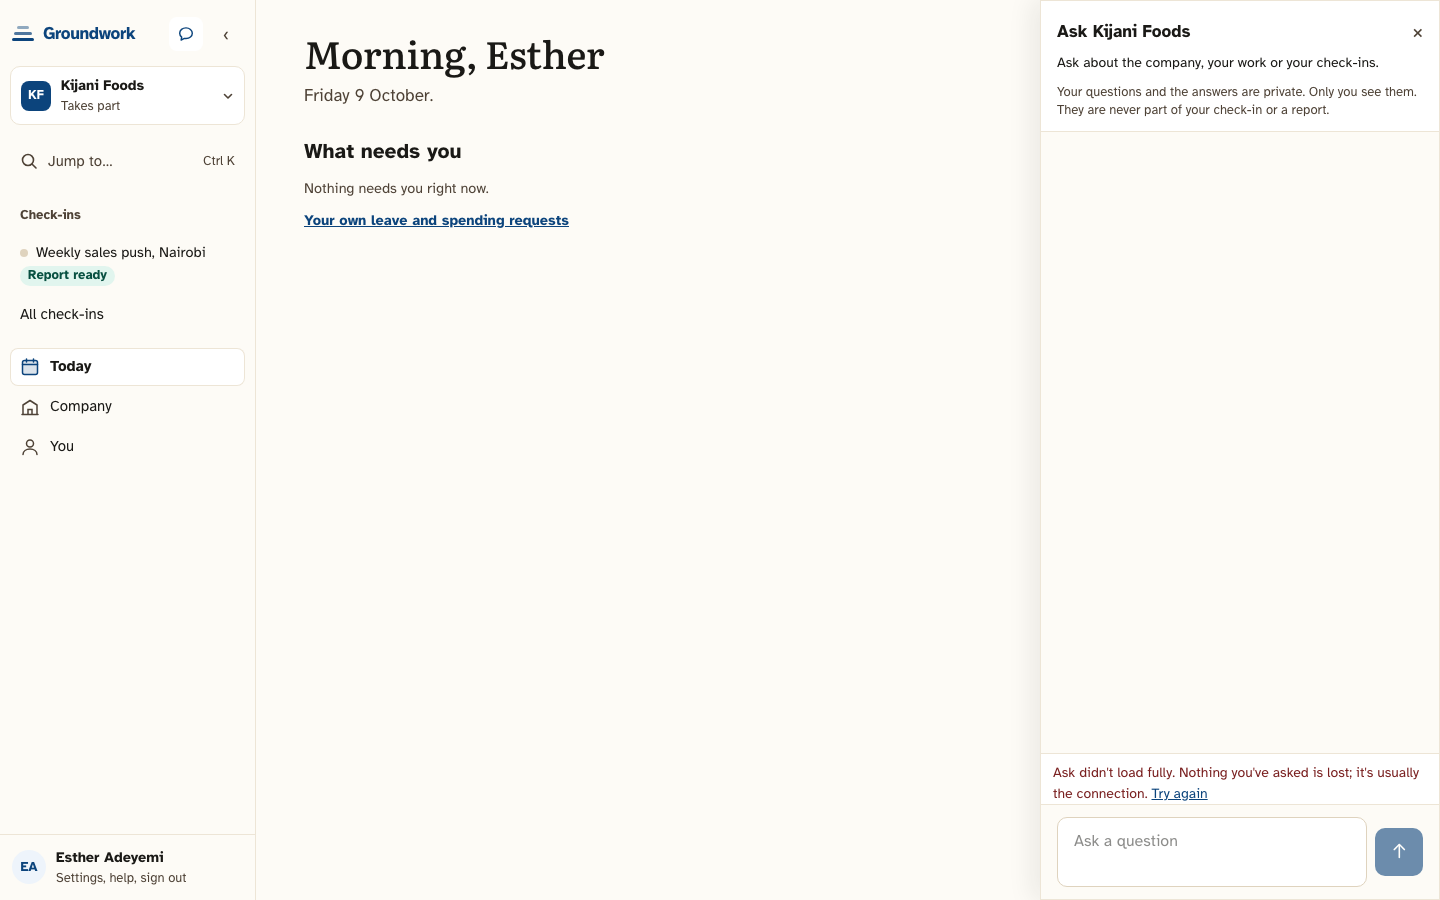 Groundwork
KF
Kijani Foods
Takes part
Jump to...
Ctrl K
Check-ins
Weekly sales push, Nairobi
Report ready
All check-ins
Today
Company
You
EA
Esther Adeyemi
Settings, help, sign out
Morning, Esther
Friday 9 October.
What needs you
Nothing needs you right now.
Your own leave and spending requests
Ask Kijani Foods
Ask about the company, your work or your check-ins.
Your questions and the answers are private. Only you see them.
They are never part of your check-in or a report.
Ask didn't load fully. Nothing you've asked is lost; it's usually
the connection. Try again
Ask a question